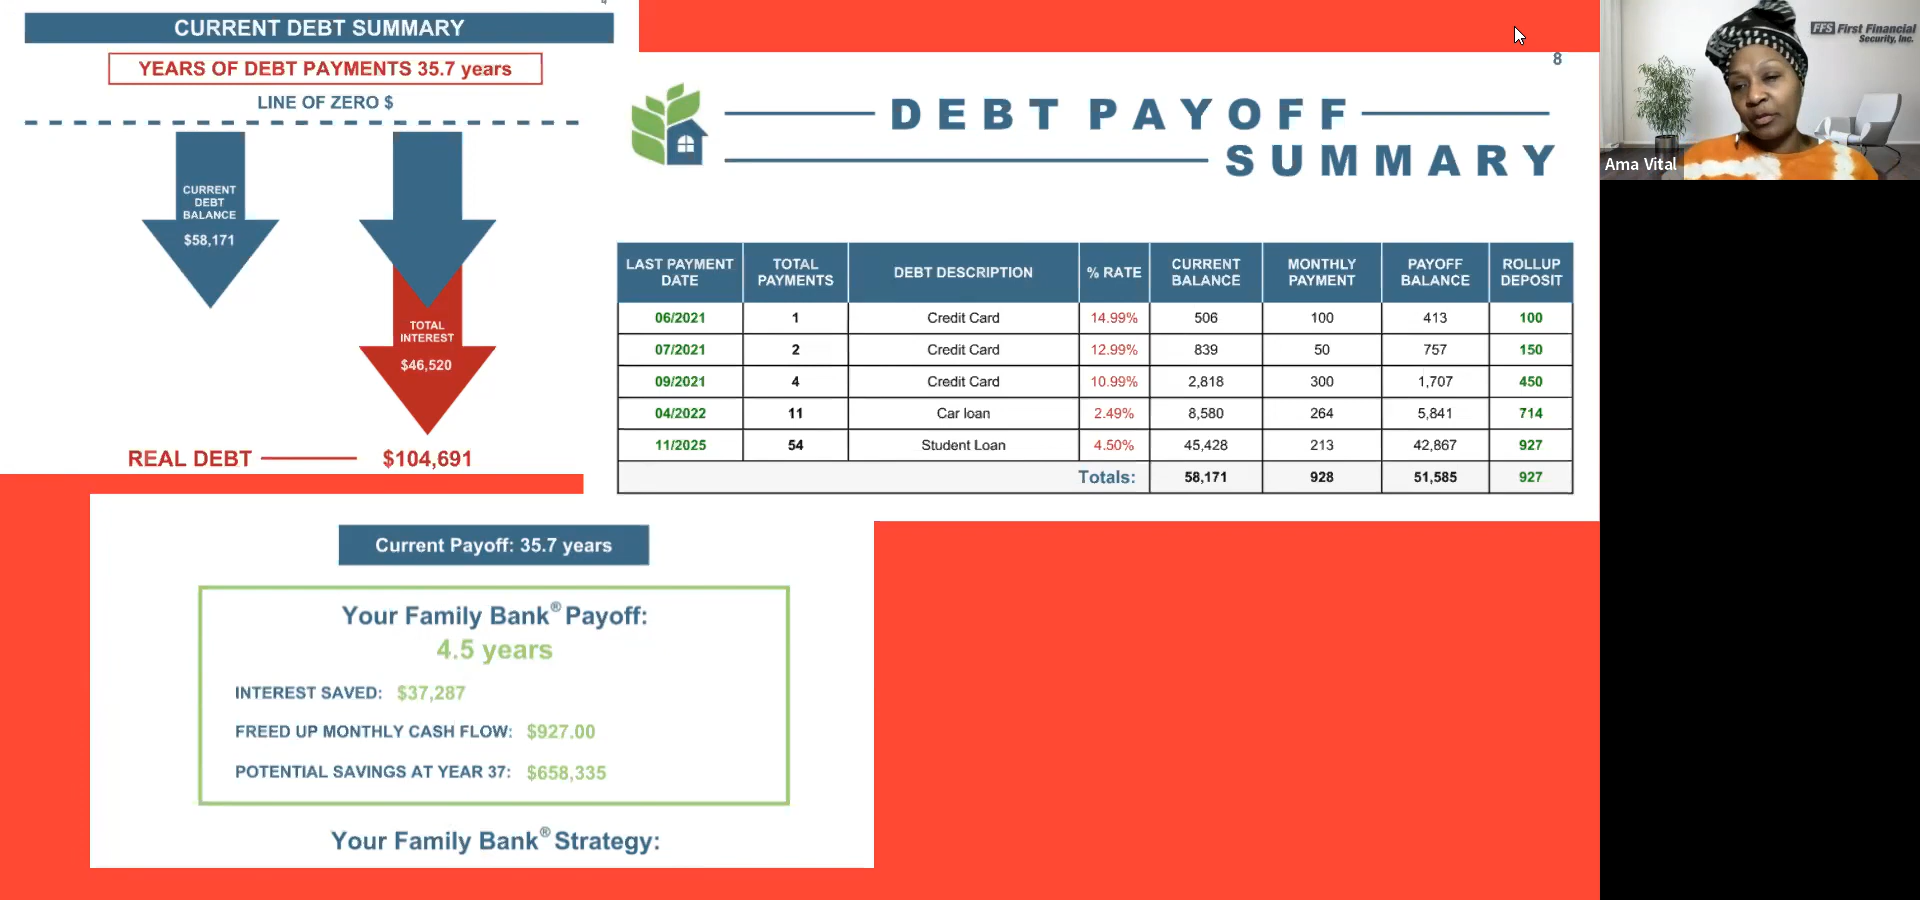 CURRENT DEBT SUMMARY
YEARS OF DEBT PAYMENTS 35.7 years
LINE OF ZERO $
CURRENT
DEBT
BALANCE
$58,171
TOTAL
INTEREST
$46,520
REAL DEBT
$104,691
8
DEBT PAYOFF
SUMMARY
LAST PAYMENT DATE TOTAL PAYMENTS DEBT DESCRIPTION % RATE CURRENT BALANCE MONTHLY PAYMENT PAYOFF BALANCE ROLLUP DEPOSIT
06/2021 1 Credit Card 14.99% 506 100 413 100
07/2021 2 Credit Card 12.99% 839 50 757 150
09/2021 4 Credit Card 10.99% 2,818 300 1,707 450
04/2022 11 Car loan 2.49% 8,580 264 5,841 714
11/2025 54 Student Loan 4.50% 45,428 213 42,867 927
Totals: 58,171 928 51,585 927
Current Payoff: 35.7 years
Your Family Bank® Payoff:
4.5 years
INTEREST SAVED: $37,287
FREED UP MONTHLY CASH FLOW: $927.00
POTENTIAL SAVINGS AT YEAR 37: $658,335
Your Family Bank® Strategy:
FFS First Financial
Security, Inc.
Ama Vital